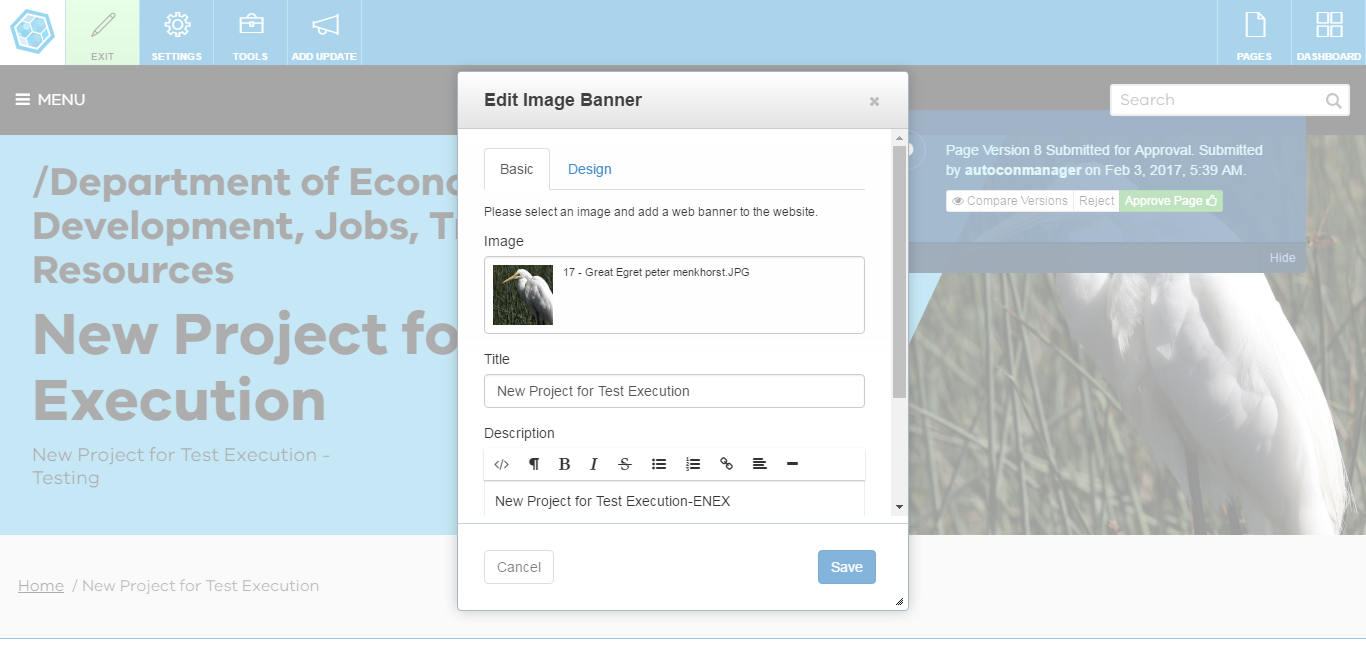 EXIT
SETTINGS
TOOLS
ADD UPDATE
PAGES
DASHBOARD
MENU
Search
/Department of Econo
Development, Jobs, Tr
Resources
New Project fo
Execution
New Project for Test Execution -
Testing
Page Version 8 Submitted for Approval. Submitted
by autoconmanager on Feb 3, 2017, 5:39 AM.
Compare Versions Reject Approve Page
Hide
Edit Image Banner
×
Basic Design
Please select an image and add a web banner to the website.
Image
17 - Great Egret peter menkhorst.JPG
Title
New Project for Test Execution
Description
</> ¶ B I S
New Project for Test Execution-ENEX
Cancel Save
Home / New Project for Test Execution